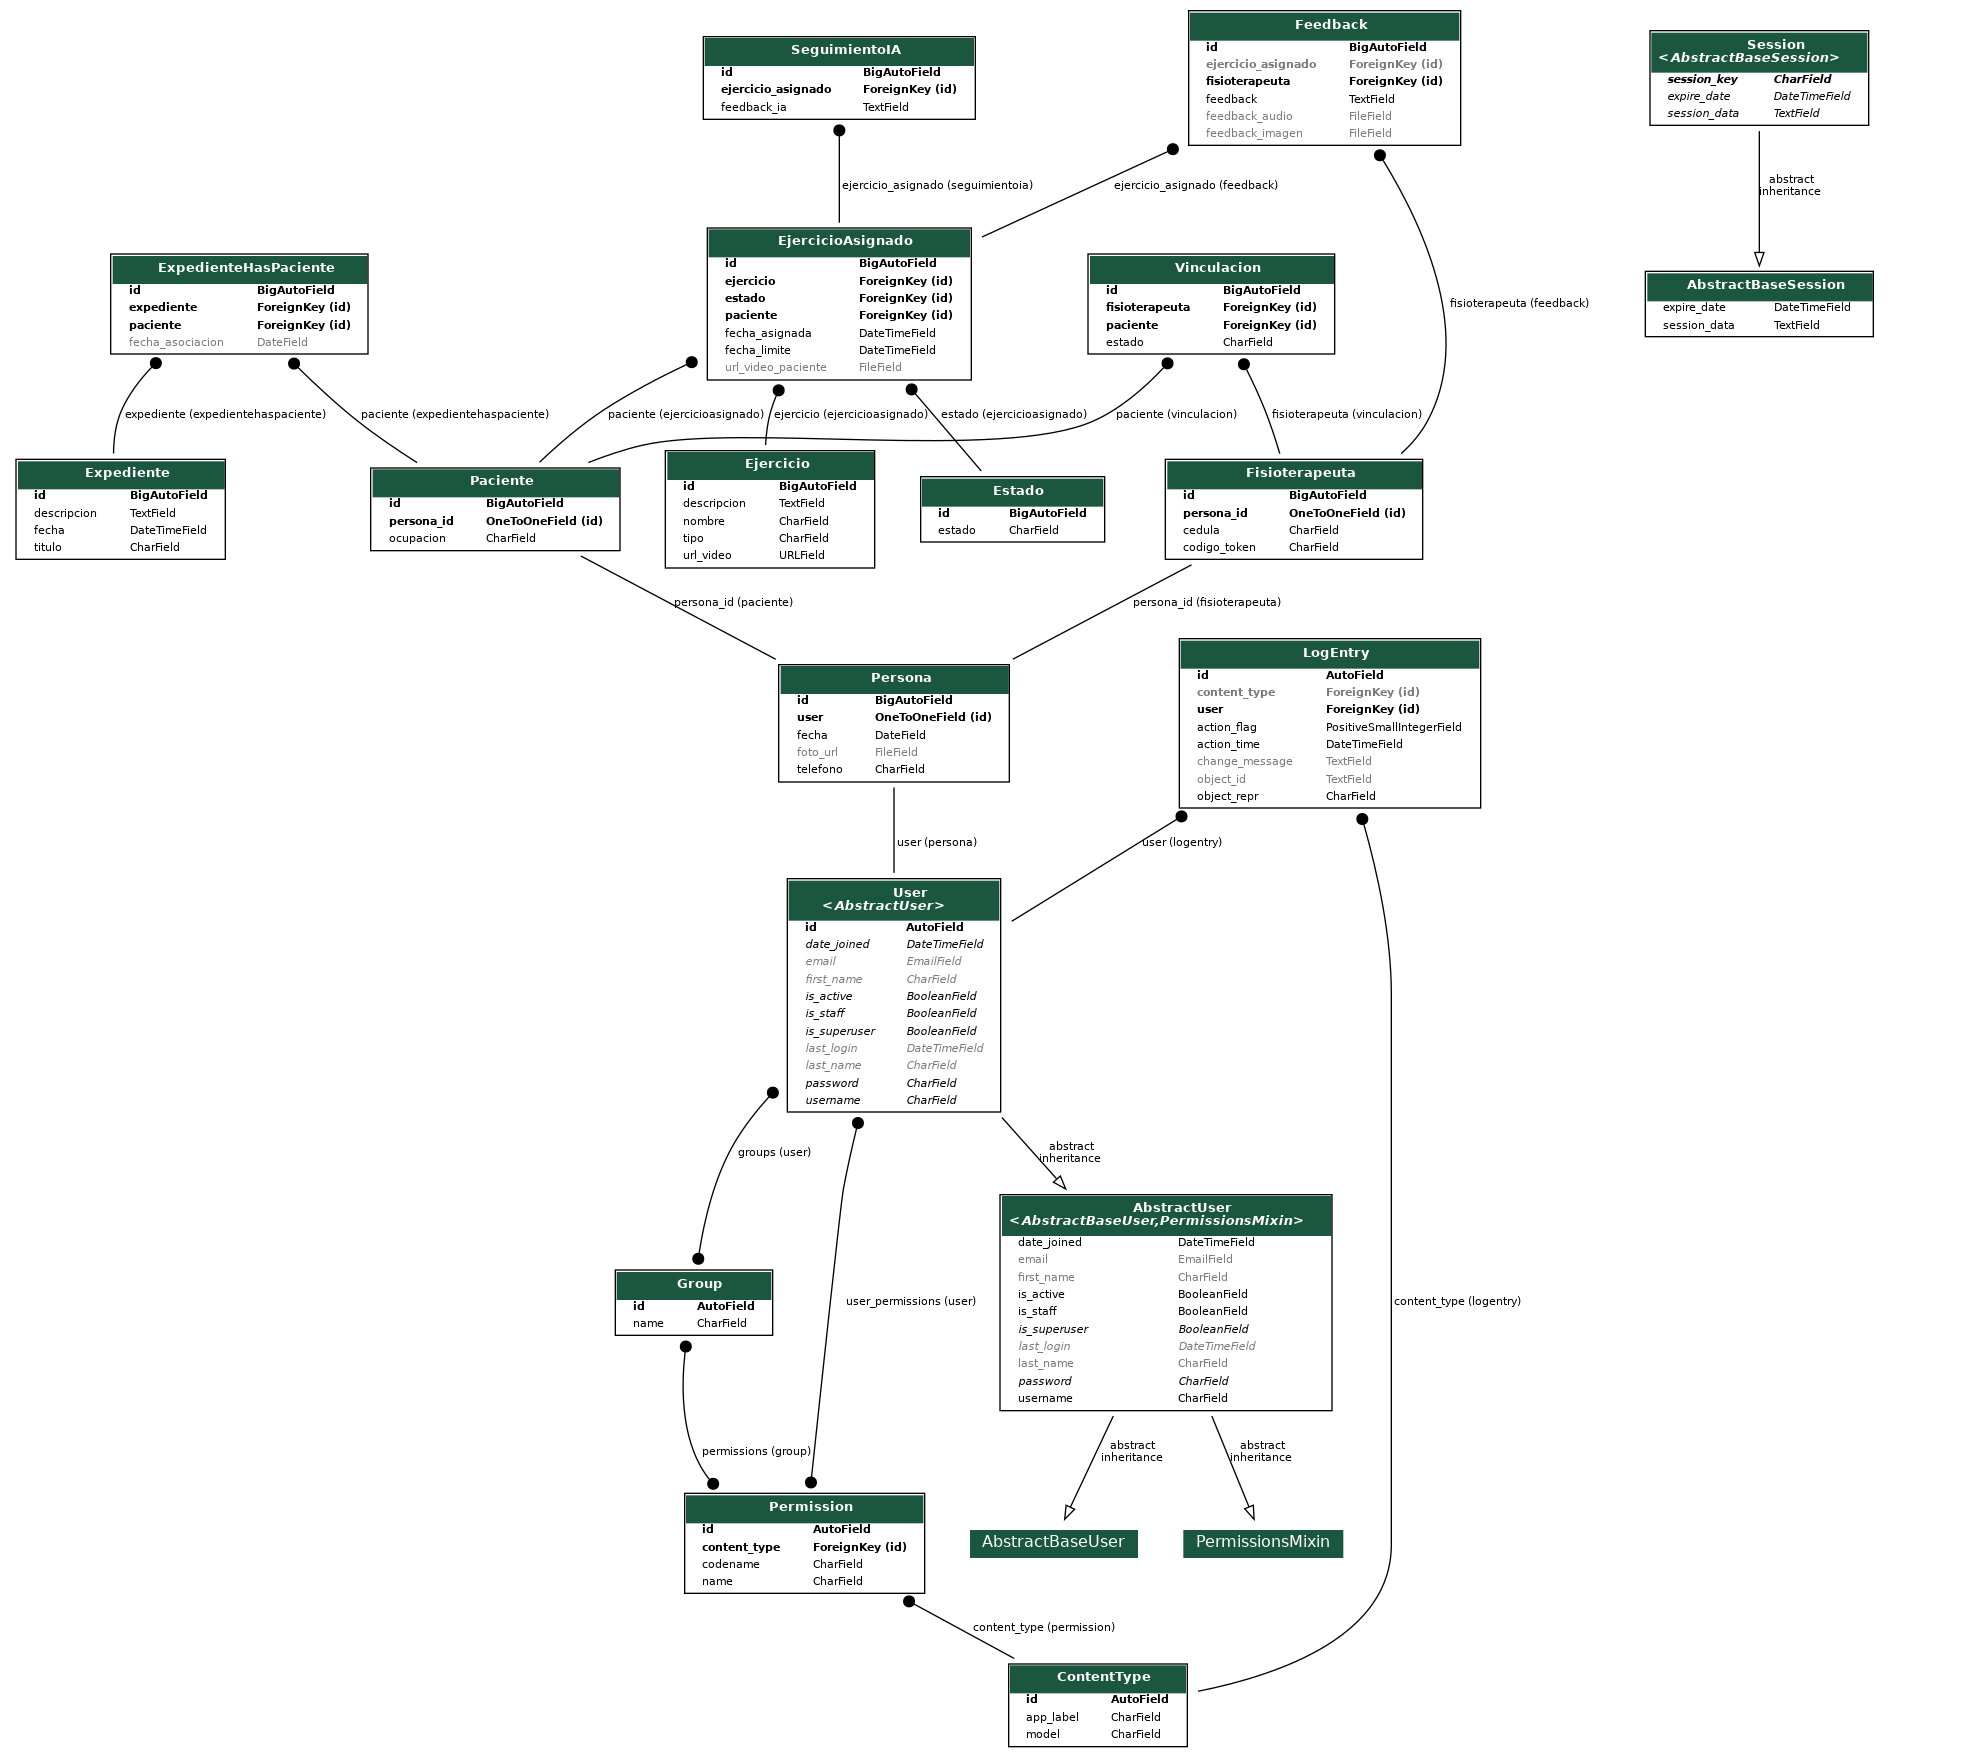 SeguimientoIA
id BigAutoField
ejercicio_asignado ForeignKey (id)
feedback_ia TextField
Feedback
id BigAutoField
ejercicio_asignado ForeignKey (id)
fisioterapeuta ForeignKey (id)
feedback TextField
feedback_audio FileField
feedback_imagen FileField
Session
<AbstractBaseSession>
session_key CharField
expire_date DateTimeField
session_data TextField
ejercicio_asignado (seguimientoia)
ejercicio_asignado (feedback)
abstract
inheritance
ExpedienteHasPaciente
id BigAutoField
expediente ForeignKey (id)
paciente ForeignKey (id)
fecha_asociacion DateField
EjercicioAsignado
id BigAutoField
ejercicio ForeignKey (id)
estado ForeignKey (id)
paciente ForeignKey (id)
fecha_asignada DateTimeField
fecha_limite DateTimeField
url_video_paciente FileField
Vinculacion
id BigAutoField
fisioterapeuta ForeignKey (id)
paciente ForeignKey (id)
estado CharField
fisioterapeuta (feedback)
AbstractBaseSession
expire_date DateTimeField
session_data TextField
expediente (expedientehaspaciente)
paciente (expedientehaspaciente)
paciente (ejercicioasignado)
ejercicio (ejercicioasignado)
estado (ejercicioasignado)
paciente (vinculacion)
fisioterapeuta (vinculacion)
Expediente
id BigAutoField
descripcion TextField
fecha DateTimeField
titulo CharField
Paciente
id BigAutoField
persona_id OneToOneField (id)
ocupacion CharField
Ejercicio
id BigAutoField
descripcion TextField
nombre CharField
tipo CharField
url_video URLField
Estado
id BigAutoField
estado CharField
Fisioterapeuta
id BigAutoField
persona_id OneToOneField (id)
cedula CharField
codigo_token CharField
persona_id (paciente)
persona_id (fisioterapeuta)
Persona
id BigAutoField
user OneToOneField (id)
fecha DateField
foto_url FileField
telefono CharField
LogEntry
id AutoField
content_type ForeignKey (id)
user ForeignKey (id)
action_flag PositiveSmallIntegerField
action_time DateTimeField
change_message TextField
object_id TextField
object_repr CharField
user (persona)
user (logentry)
User
<AbstractUser>
id AutoField
date_joined DateTimeField
email EmailField
first_name CharField
is_active BooleanField
is_staff BooleanField
is_superuser BooleanField
last_login DateTimeField
last_name CharField
password CharField
username CharField
groups (user)
abstract
inheritance
AbstractUser
<AbstractBaseUser,PermissionsMixin>
date_joined DateTimeField
email EmailField
first_name CharField
is_active BooleanField
is_staff BooleanField
is_superuser BooleanField
last_login DateTimeField
last_name CharField
password CharField
username CharField
Group
id AutoField
name CharField
user_permissions (user)
content_type (logentry)
permissions (group)
abstract
inheritance
abstract
inheritance
Permission
id AutoField
content_type ForeignKey (id)
codename CharField
name CharField
AbstractBaseUser
PermissionsMixin
content_type (permission)
ContentType
id AutoField
app_label CharField
model CharField